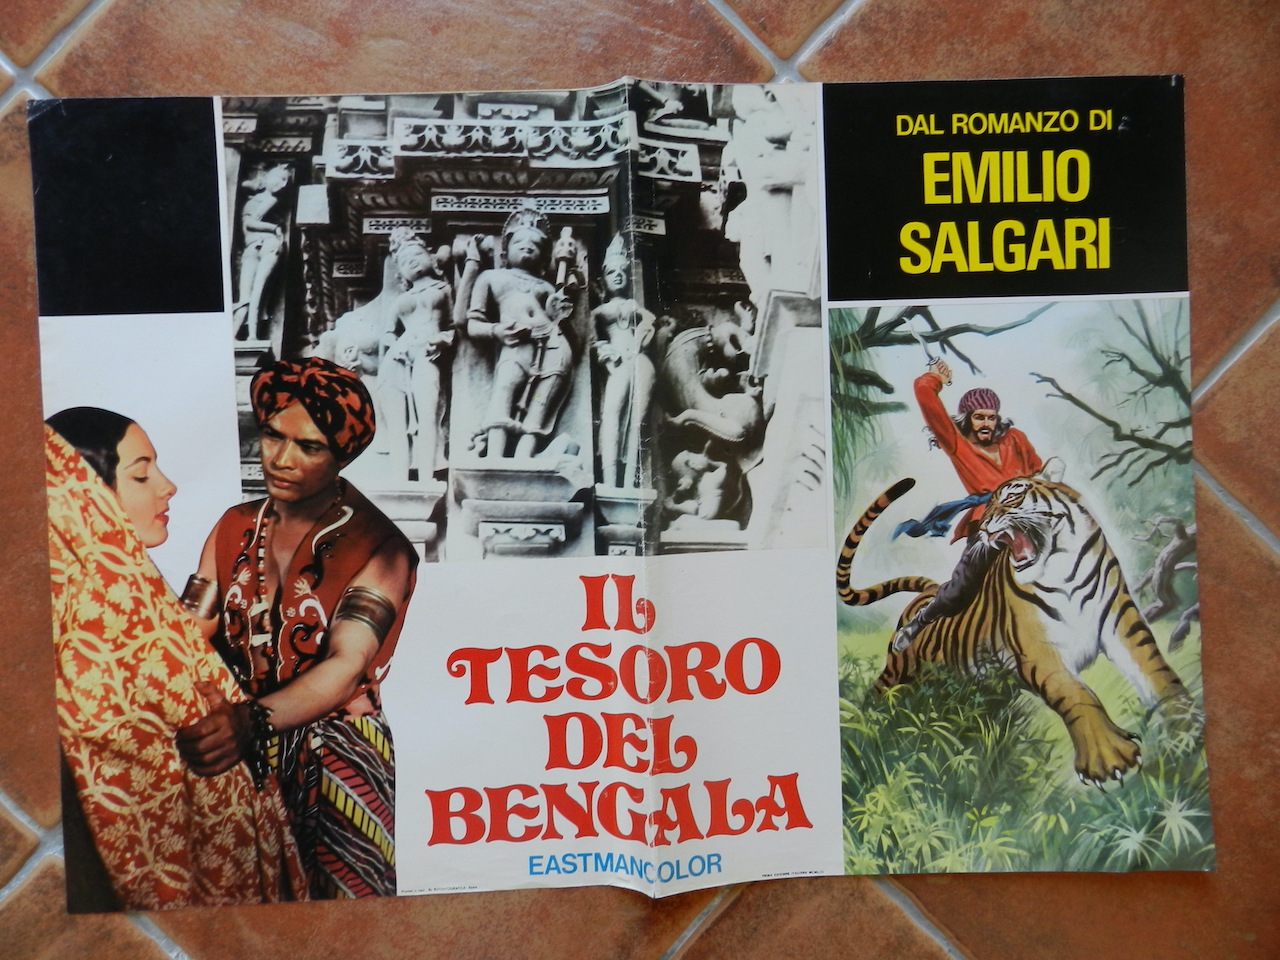 DAL ROMANZO DI
EMILIO
SALGARI
IL
TESORO
DEL
BENGALA
EASTMANCOLOR